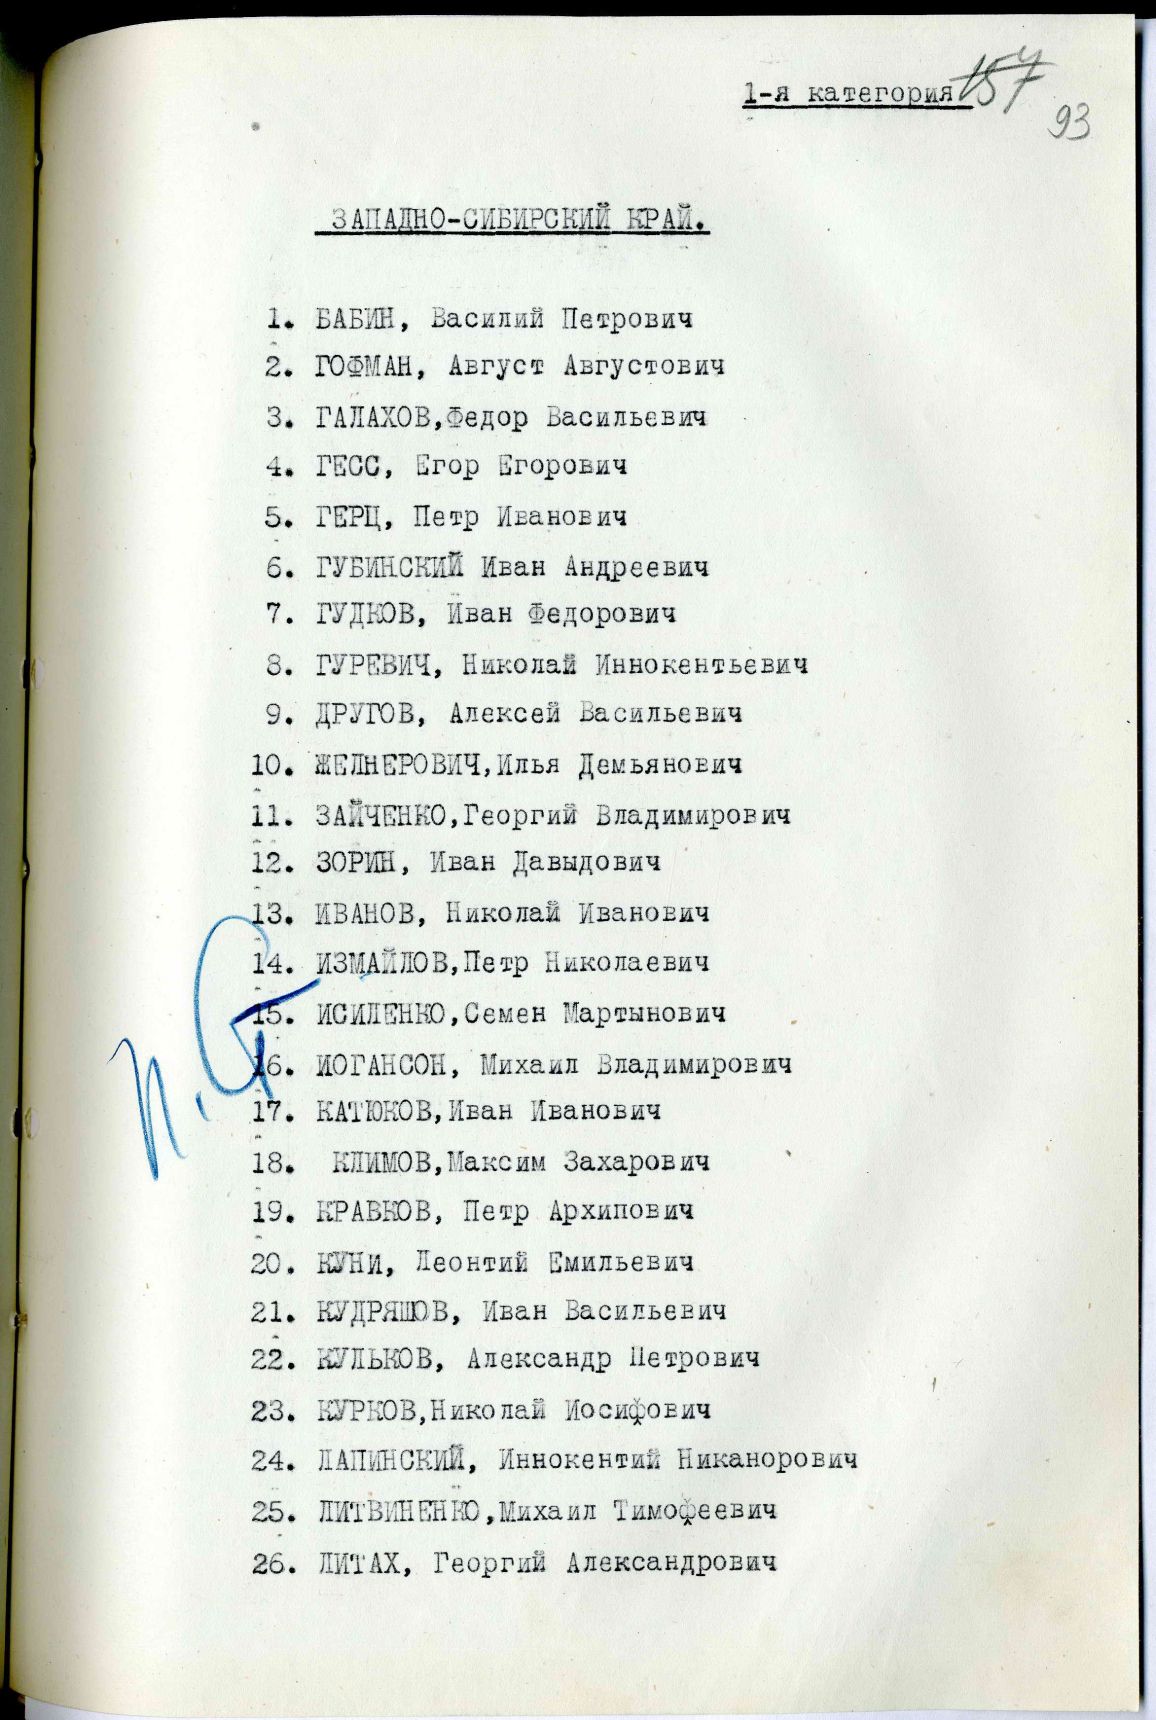 1-я категория
93
ЗАПАДНО-СИБИРСКИЙ КРАЙ.
1. БАБИН, Василий Петрович
2. ГОФМАН, Август Августович
3. ГАЛАХОВ,Федор Васильевич
4. ГЕСС, Егор Егорович
5. ГЕРЦ, Петр Иванович
6. ГУБИНСКИЙ Иван Андреевич
7. ГУДКОВ, Иван Федорович
8. ГУРЕВИЧ, Николай Иннокентьевич
9. ДРУГОВ, Алексей Васильевич
10. ЖЕЛНЕРОВИЧ,Илья Демьянович
11. ЗАЙЧЕНКО,Георгий Владимирович
12. ЗОРИН, Иван Давыдович
13. ИВАНОВ, Николай Иванович
14. ИЗМАЙЛОВ,Петр Николаевич
15. ИСИЛЕНКО,Семен Мартынович
16. ИОГАНСОН, Михаил Владимирович
17. КАТЮКОВ,Иван Иванович
18. КЛИМОВ,Максим Захарович
19. КРАВКОВ, Петр Архипович
20. КУНИ, Леонтий Емильевич
21. КУДРЯШОВ, Иван Васильевич
22. КУЛЬКОВ, Александр Петрович
23. КУРКОВ,Николай Иосифович
24. ЛАПИНСКИЙ, Иннокентий Никанорович
25. ЛИТВИНЕНКО,Михаил Тимофеевич
26. ЛИТАХ, Георгий Александрович